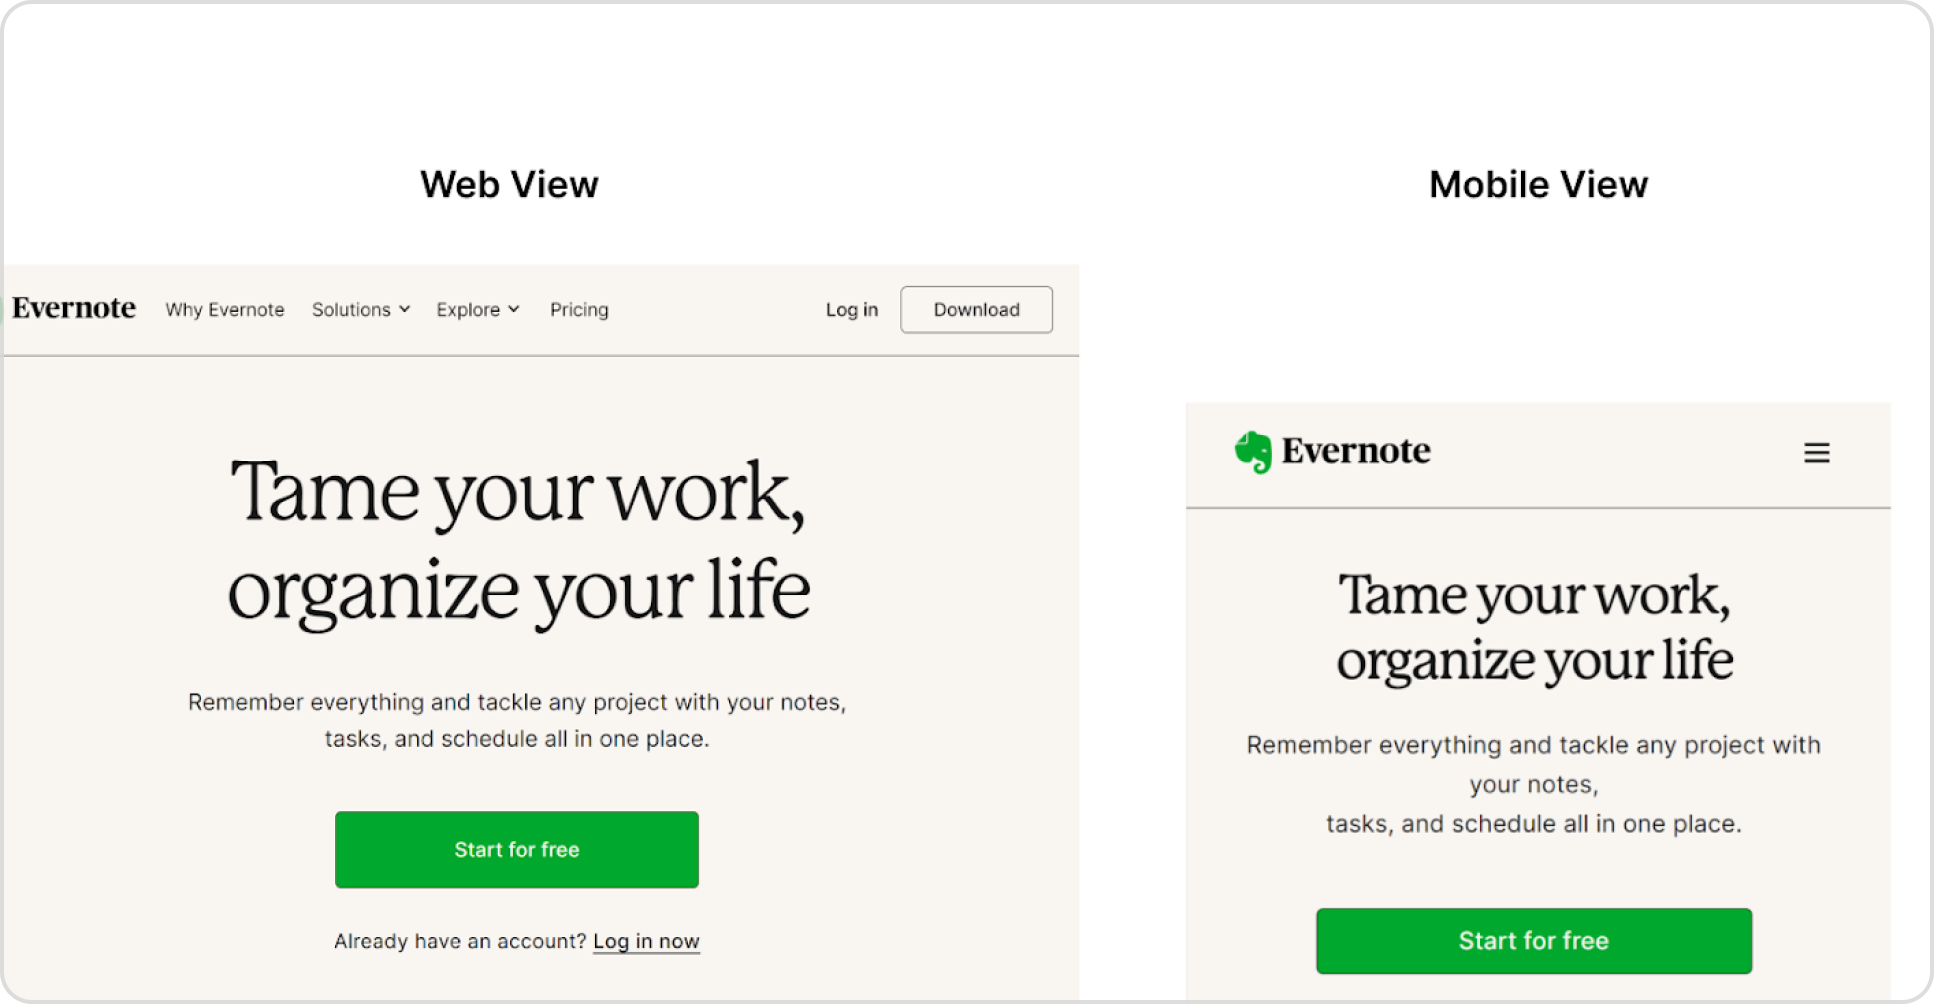 Web View
Evernote
Why Evernote
Solutions
Explore
Pricing
Log in
Download
Tame your work,
organize your life
Remember everything and tackle any project with your notes,
tasks, and schedule all in one place.
Start for free
Already have an account? Log in now
Mobile View
Evernote
Tame your work,
organize your life
Remember everything and tackle any project with
your notes,
tasks, and schedule all in one place.
Start for free